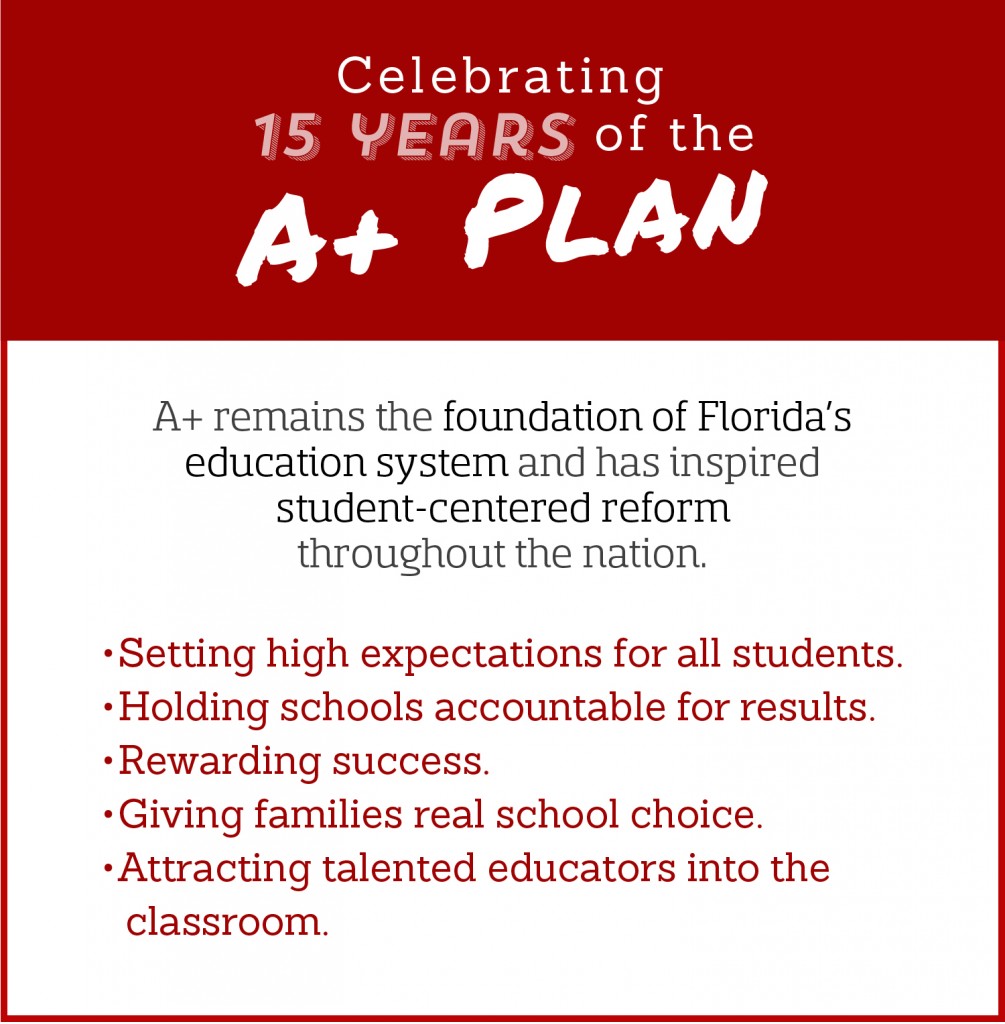 Celebrating
15 YEARS of the
A+ PLAN
A+ remains the foundation of Florida's
education system and has inspired
student-centered reform
throughout the nation.
•Setting high expectations for all students.
•Holding schools accountable for results.
•Rewarding success.
•Giving families real school choice.
•Attracting talented educators into the
classroom.